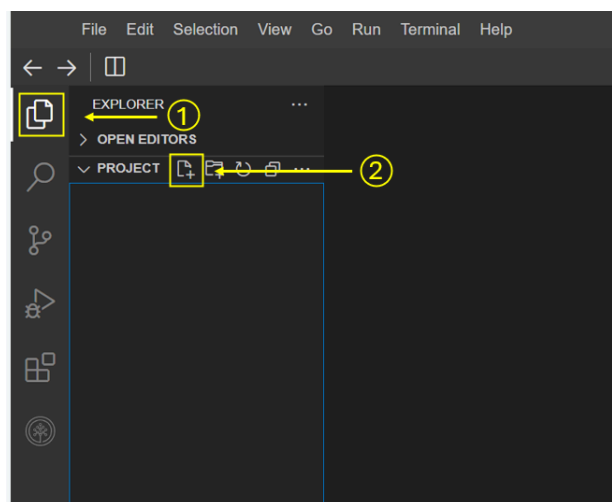 File Edit Selection View Go Run Terminal Help
EXPLORER ...
1
OPEN EDITORS
PROJECT ...
2